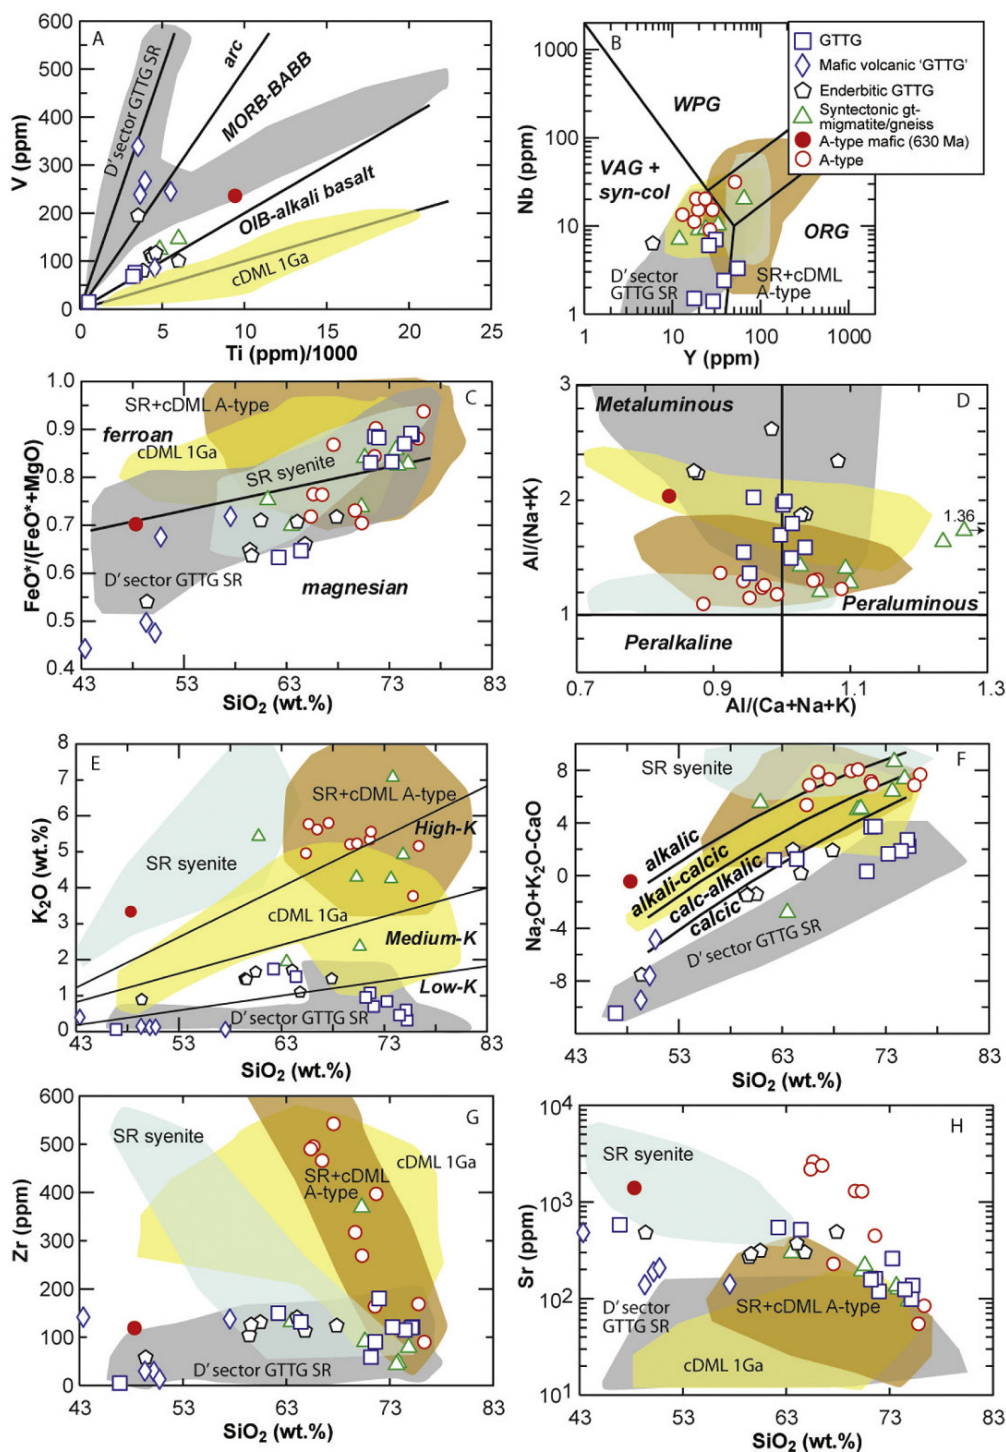 A
600
500
400
300
200
100
0
V (ppm)
D' sector GTTG SR
arc
MORB-BABB
OIB-alkali basalt
cDML 1Ga
0 5 10 15 20 25
Ti (ppm)/1000
B
1000
100
10
1
Nb (ppm)
WPG
VAG +
syn-col
ORG
D' sector
GTTG SR
SR+cDML
A-type
1 10 100 1000
Y (ppm)
GTTG
Mafic volcanic 'GTTG'
Enderbitic GTTG
Syntectonic gt-
migmatite/gneiss
A-type mafic (630 Ma)
A-type
C
1.0
0.9
0.8
0.7
0.6
0.5
0.4
FeO*/(FeO*+MgO)
SR+cDML A-type
ferroan
cDML 1Ga
SR syenite
D' sector GTTG SR
magnesian
43 53 63 73 83
SiO2 (wt.%)
D
3
2
1
Al/(Na+K)
Metaluminous
1.36
Peraluminous
Peralkaline
0.7 0.9 1.1 1.3
Al/(Ca+Na+K)
E
8
7
6
5
4
3
2
1
0
K2O (wt.%)
SR+cDML A-type
High-K
SR syenite
cDML 1Ga
Medium-K
Low-K
D' sector GTTG SR
43 53 63 73 83
SiO2 (wt.%)
F
8
4
0
-4
-8
Na2O+K2O-CaO
SR syenite
alkalic
alkali-calcic
calc-alkalic
calcic
D' sector GTTG SR
43 53 63 73 83
SiO2 (wt.%)
G
600
500
400
300
200
100
0
Zr (ppm)
SR syenite
cDML 1Ga
SR+cDML
A-type
D' sector GTTG SR
43 53 63 73 83
SiO2 (wt.%)
H
10^4
10^3
10^2
10^1
Sr (ppm)
SR syenite
D' sector
GTTG SR
SR+cDML A-type
cDML 1Ga
43 53 63 73 83
SiO2 (wt.%)